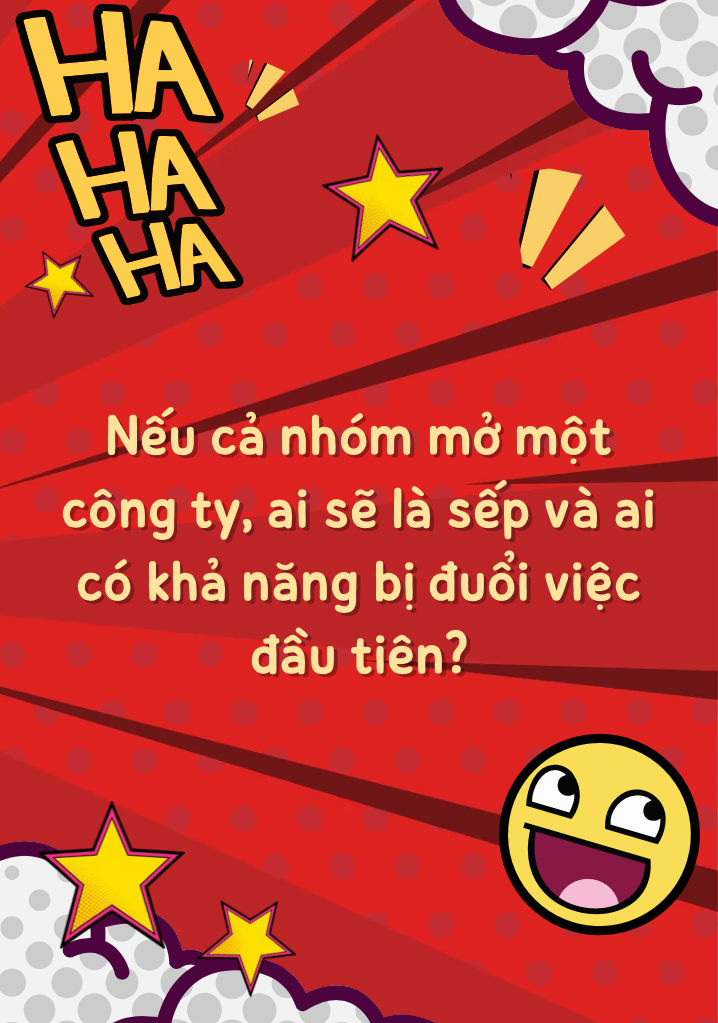 HA
HA
HA
Nếu cả nhóm mở một
công ty, ai sẽ là sếp và ai
có khả năng bị đuổi việc
đầu tiên?